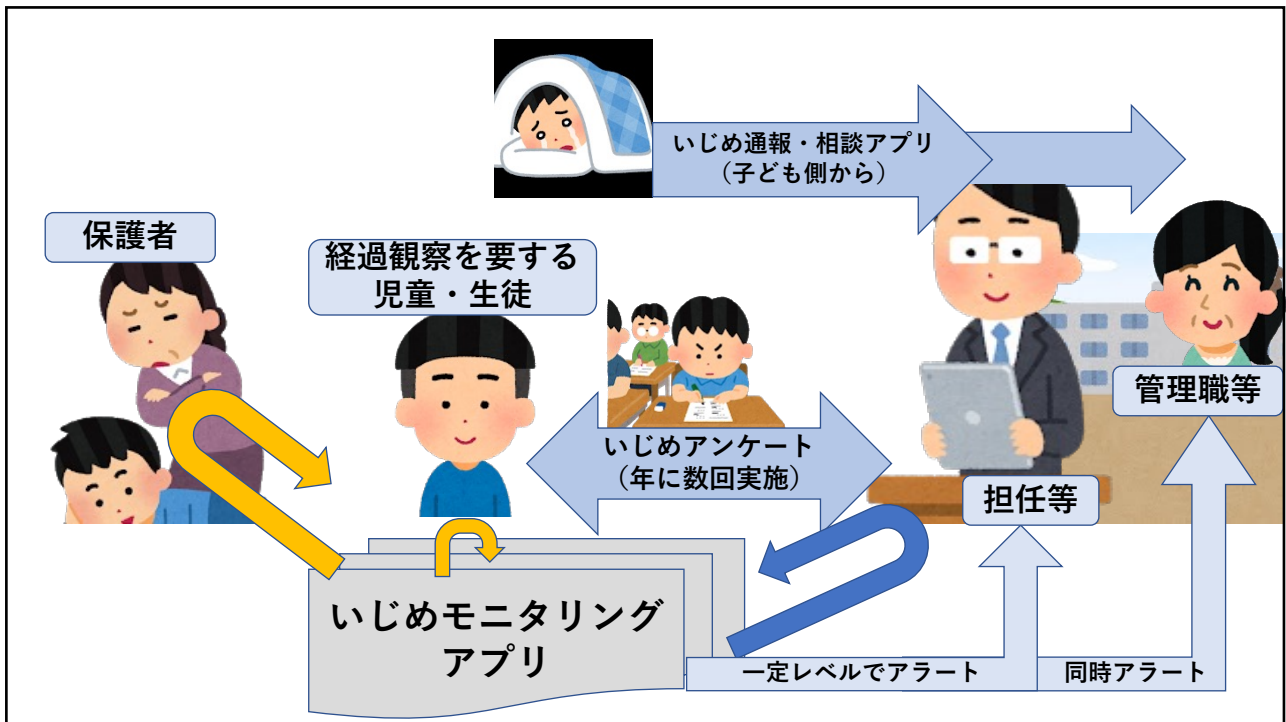 いじめ通報・相談アプリ
（子ども側から）
保護者
経過観察を要する
児童・生徒
管理職等
いじめアンケート
（年に数回実施）
担任等
いじめモニタリング
アプリ
一定レベルでアラート
同時アラート